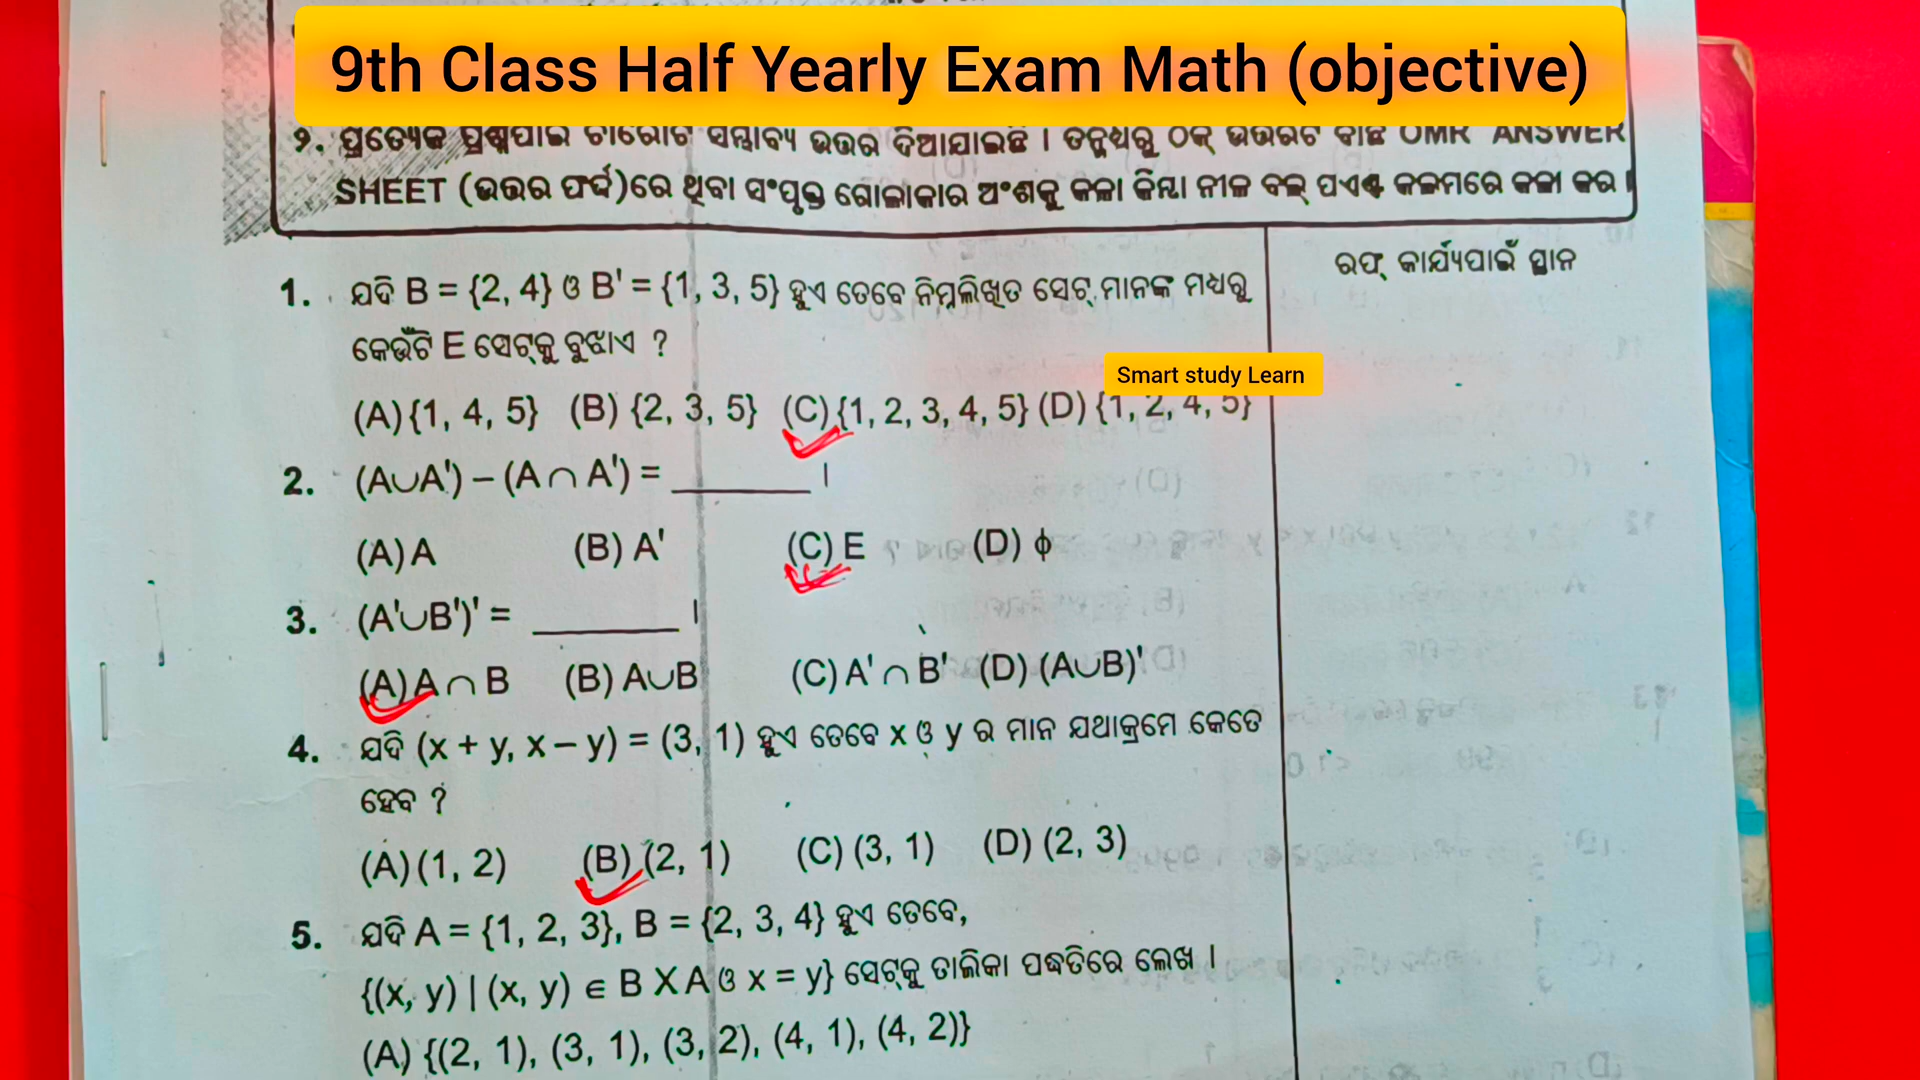 9th Class Half Yearly Exam Math (objective)
୨. ପ୍ରତ୍ୟେକ ପ୍ରଶ୍ନପାଇଁ ଚାରୋଟି ସମ୍ଭାବ୍ୟ ଉତ୍ତର ଦିଆଯାଇଛି । ତନ୍ମଧ୍ୟରୁ ଠିକ୍ ଉତ୍ତରଟି ବାଛି OMR ANSWER
SHEET (ଉତ୍ତର ଫର୍ଦ୍ଦ)ରେ ଥିବା ସଂପୃକ୍ତ ଗୋଳାକାର ଅଂଶକୁ କଳା କିମ୍ବା ନୀଳ ବଲ୍ ପଏଣ୍ଟ କଲମରେ କଳା କର ।
ରଫ୍ କାର୍ଯ୍ୟପାଇଁ ସ୍ଥାନ
1. ଯଦି B = {2, 4} ଓ B' = {1, 3, 5} ହୁଏ ତେବେ ନିମ୍ନଲିଖିତ ସେଟ୍ ମାନଙ୍କ ମଧ୍ୟରୁ
କେଉଁଟି E ସେଟ୍‌କୁ ବୁଝାଏ ?
Smart study Learn
(A) {1, 4, 5} (B) {2, 3, 5} (C) {1, 2, 3, 4, 5} (D) {1, 2, 4, 5}
2. (A∪A') – (A ∩ A') = ________ ।
(A) A (B) A' (C) E (D) ϕ
3. (A'∪B')' = ________ ।
(A) A ∩ B (B) A∪B (C) A' ∩ B' (D) (A∪B)'
4. ଯଦି (x + y, x – y) = (3, 1) ହୁଏ ତେବେ x ଓ y ର ମାନ ଯଥାକ୍ରମେ କେତେ
ହେବ ?
(A) (1, 2) (B) (2, 1) (C) (3, 1) (D) (2, 3)
5. ଯଦି A = {1, 2, 3}, B = {2, 3, 4} ହୁଏ ତେବେ,
{(x, y) | (x, y) ∈ B X A ଓ x = y} ସେଟ୍‌କୁ ତାଲିକା ପଦ୍ଧତିରେ ଲେଖ ।
(A) {(2, 1), (3, 1), (3, 2), (4, 1), (4, 2)}